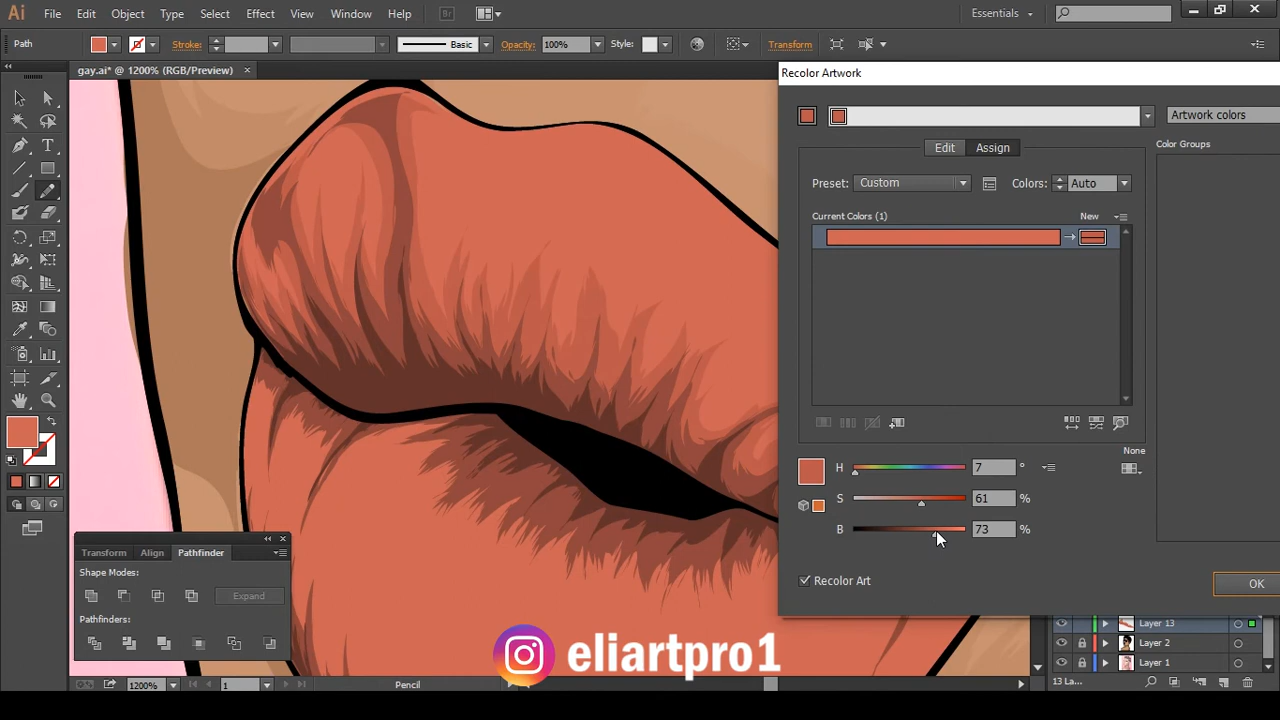 Ai File Edit Object Type Select Effect View Window Help Br Essentials
Path Stroke: Basic Opacity: 100% Style: Transform
gay.ai* @ 1200% (RGB/Preview) ×
Recolor Artwork
Artwork colors
Edit Assign Color Groups
Preset: Custom Colors: Auto
Current Colors (1) New
None
H 7 °
S 61 %
B 73 %
Recolor Art
OK
Transform Align Pathfinder
Shape Modes:
Expand
Pathfinders:
eliartpro1
Layer 13
Layer 2
Layer 1
1200% 1 Pencil 13 La...